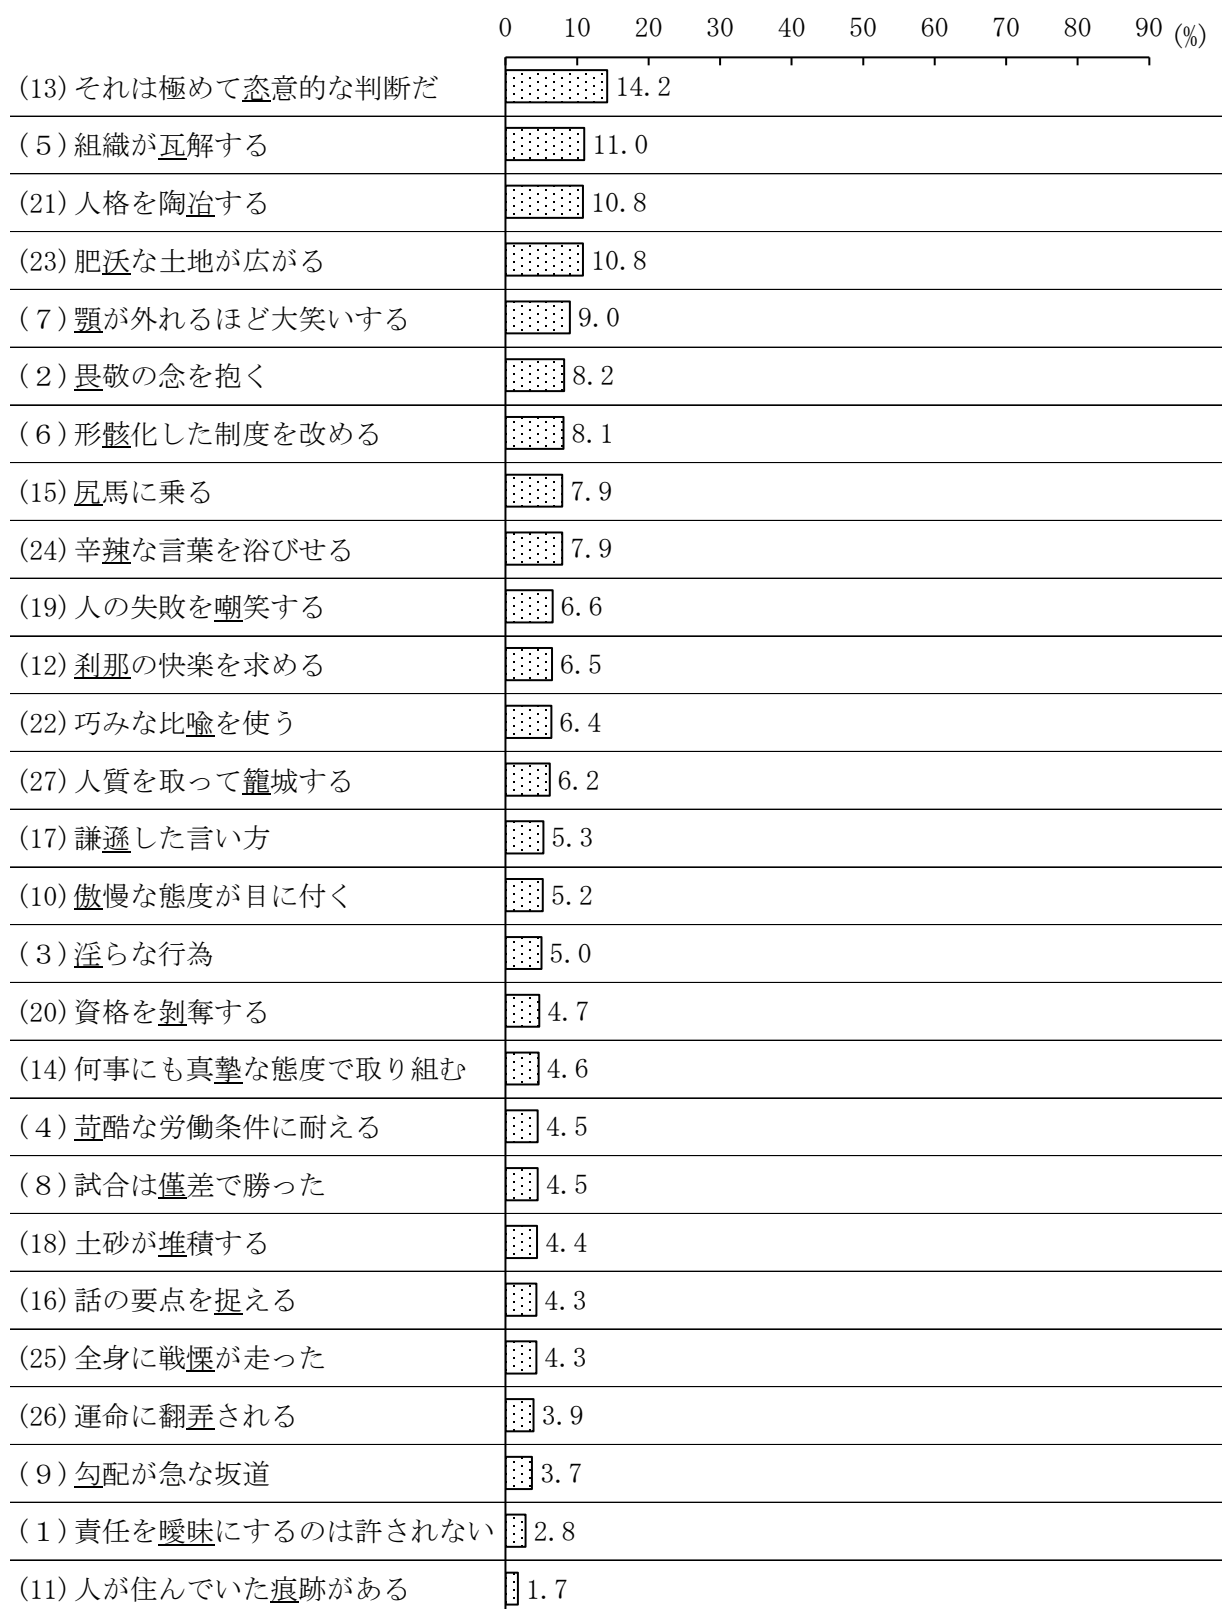 0 10 20 30 40 50 60 70 80 90 (%)
(13) それは極めて恣意的な判断だ 14.2
(5) 組織が瓦解する 11.0
(21) 人格を陶冶する 10.8
(23) 肥沃な土地が広がる 10.8
(7) 顎が外れるほど大笑いする 9.0
(2) 畏敬の念を抱く 8.2
(6) 形骸化した制度を改める 8.1
(15) 尻馬に乗る 7.9
(24) 辛辣な言葉を浴びせる 7.9
(19) 人の失敗を嘲笑する 6.6
(12) 刹那の快楽を求める 6.5
(22) 巧みな比喩を使う 6.4
(27) 人質を取って籠城する 6.2
(17) 謙遜した言い方 5.3
(10) 傲慢な態度が目に付く 5.2
(3) 淫らな行為 5.0
(20) 資格を剝奪する 4.7
(14) 何事にも真摯な態度で取り組む 4.6
(4) 苛酷な労働条件に耐える 4.5
(8) 試合は僅差で勝った 4.5
(18) 土砂が堆積する 4.4
(16) 話の要点を捉える 4.3
(25) 全身に戦慄が走った 4.3
(26) 運命に翻弄される 3.9
(9) 勾配が急な坂道 3.7
(1) 責任を曖昧にするのは許されない 2.8
(11) 人が住んでいた痕跡がある 1.7